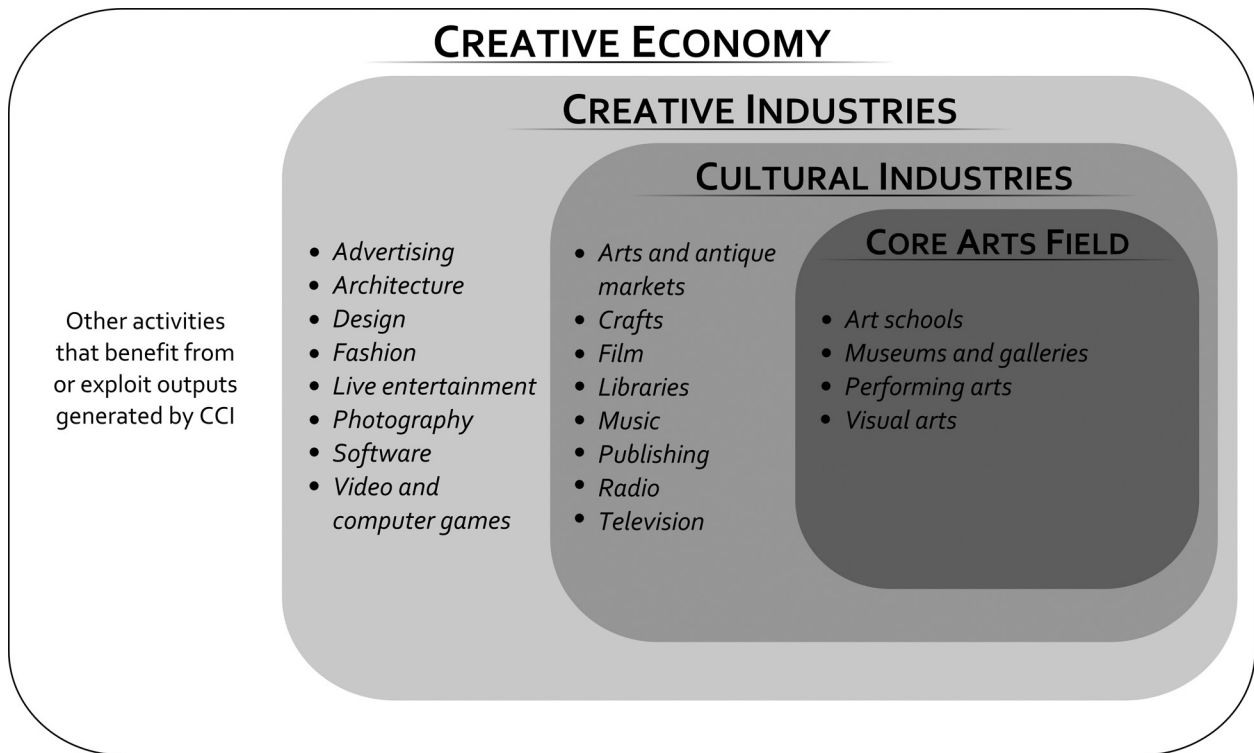 CREATIVE ECONOMY
CREATIVE INDUSTRIES
CULTURAL INDUSTRIES
CORE ARTS FIELD
Other activities
that benefit from
or exploit outputs
generated by CCI
• Advertising
• Architecture
• Design
• Fashion
• Live entertainment
• Photography
• Software
• Video and
computer games
• Arts and antique
markets
• Crafts
• Film
• Libraries
• Music
• Publishing
• Radio
• Television
• Art schools
• Museums and galleries
• Performing arts
• Visual arts